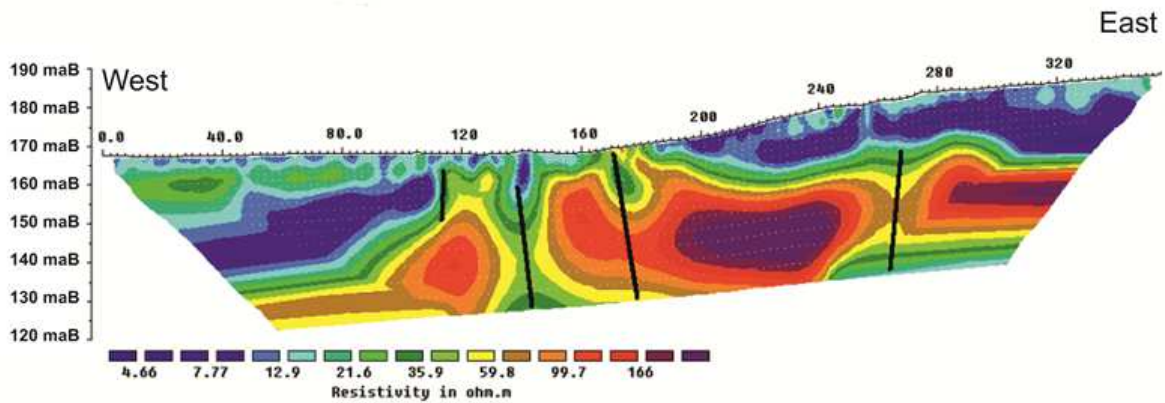 East
West
190 maB
180 maB
170 maB
160 maB
150 maB
140 maB
130 maB
120 maB
0.0 40.0 80.0 120 160 200 240 280 320
4.66 7.77 12.9 21.6 35.9 59.8 99.7 166
Resistivity in ohm.m